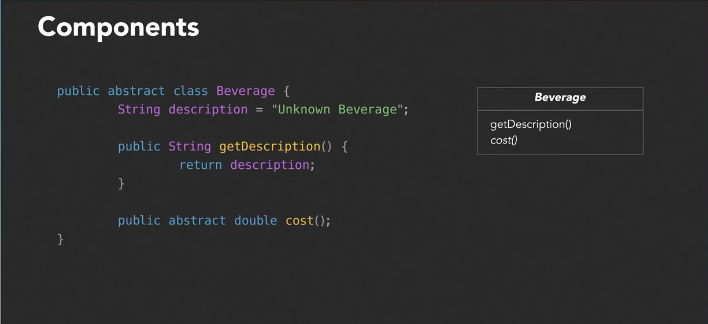 Components
public abstract class Beverage {
String description = "Unknown Beverage";
public String getDescription() {
return description;
}
public abstract double cost();
}
Beverage
getDescription()
cost()